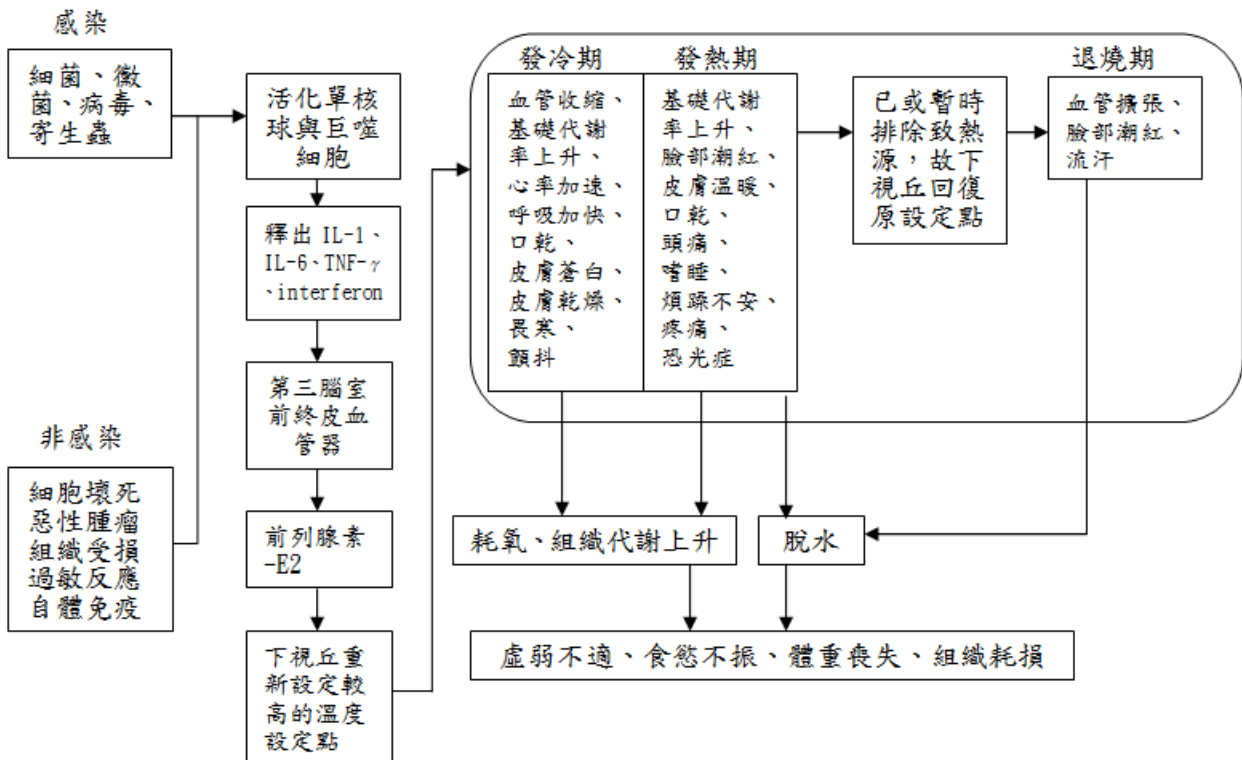 感染
細菌、黴
菌、病毒、
寄生蟲
非感染
細胞壞死
惡性腫瘤
組織受損
過敏反應
自體免疫
活化單核
球與巨噬
細胞
釋出 IL-1、
IL-6、TNF-γ
、interferon
第三腦室
前終皮血
管器
前列腺素
-E2
下視丘重
新設定較
高的溫度
設定點
發冷期
血管收縮、
基礎代謝
率上升、
心率加速、
呼吸加快、
口乾、
皮膚蒼白、
皮膚乾燥、
畏寒、
顫抖
發熱期
基礎代謝
率上升、
臉部潮紅、
皮膚溫暖、
口乾、
頭痛、
嗜睡、
煩躁不安、
疼痛、
恐光症
已或暫時
排除致熱
源，故下
視丘回復
原設定點
退燒期
血管擴張、
臉部潮紅、
流汗
耗氧、組織代謝上升
脫水
虛弱不適、食慾不振、體重喪失、組織耗損